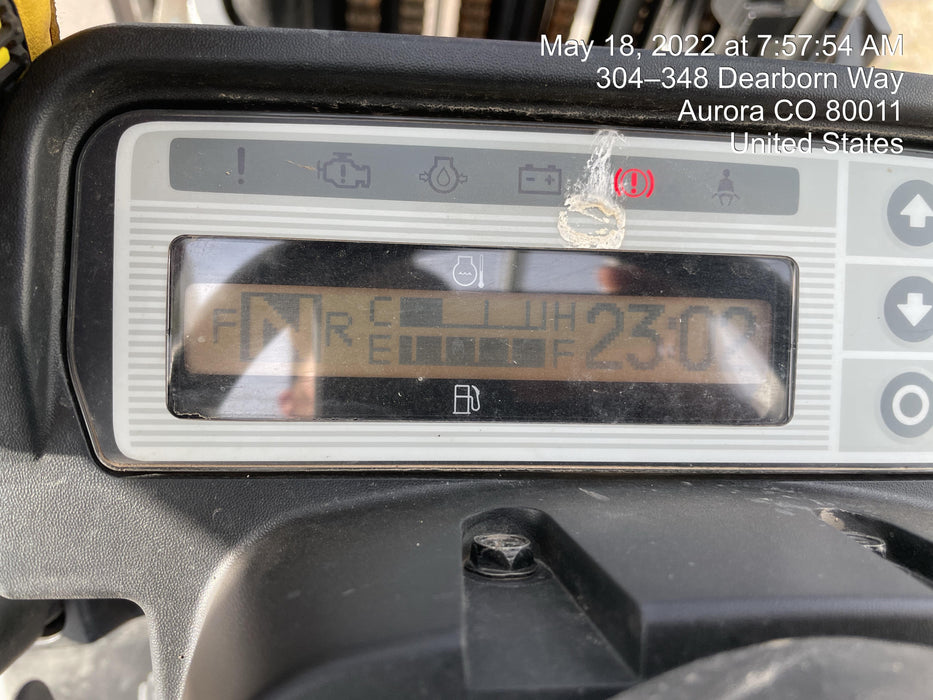 May 18, 2022 at 7:57:54 AM
304–348 Dearborn Way
Aurora CO 80011
United States
F N R C H
E F